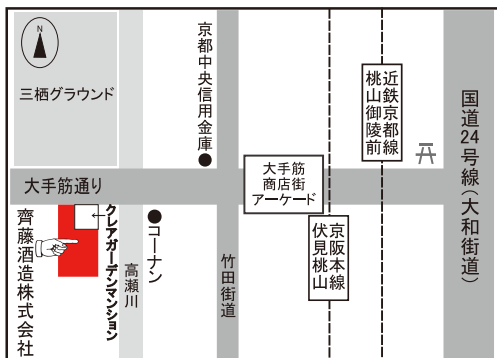 N
三栖グラウンド
京都中央信用金庫
近鉄京都線
桃山御陵前
国道24号線(大和街道)
大手筋通り
大手筋
商店街
アーケード
齊藤酒造株式会社
クレアガーデンマンション
高瀬川
コーナン
竹田街道
京阪本線
伏見桃山